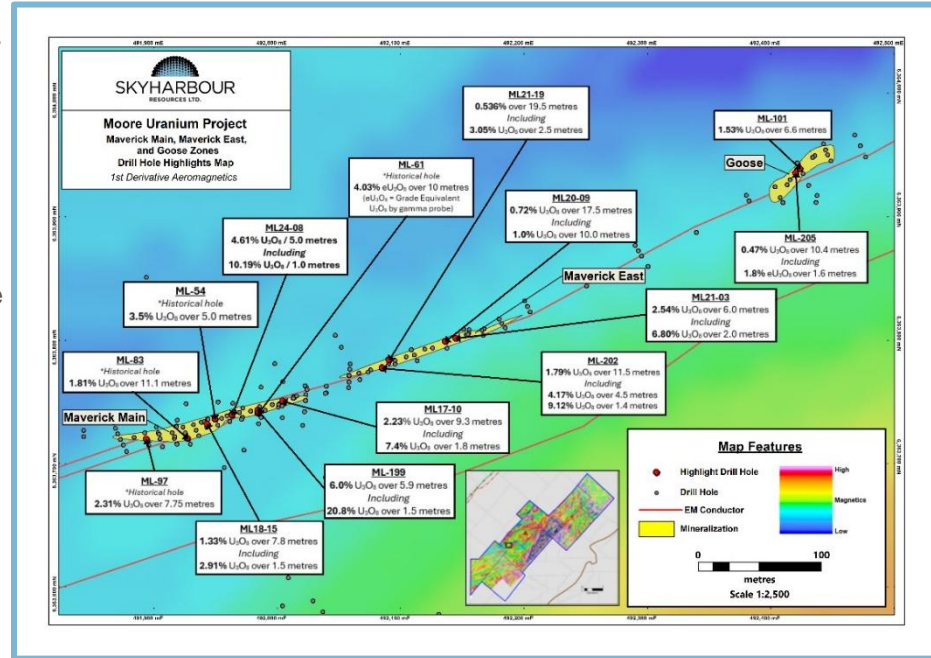 SKYHARBOUR
RESOURCES LTD.
Moore Uranium Project
Maverick Main, Maverick East,
and Goose Zones
Drill Hole Highlights Map
1st Derivative Aeromagnetics
492,200 mE
492,400 mE
ML21-19
0.536% U₃O₈ over 19.5 metres
Including
3.05% U₃O₈ over 2.5 metres
ML-101
1.53% U₃O₈ over 6.6 metres
Goose
ML-61
*Historical hole
4.03% eU₃O₈ over 10 metres
(eU₃O₈ = Grade Equivalent
U₃O₈ by gamma probe)
ML20-09
0.72% U₃O₈ over 17.5 metres
Including
1.0% U₃O₈ over 10.0 metres
ML-205
0.47% U₃O₈ over 10.4 metres
Including
1.8% eU₃O₈ over 1.6 metres
ML24-08
4.61% U₃O₈ / 5.0 metres
Including
10.19% U₃O₈ / 1.0 metres
Maverick East
ML-54
*Historical hole
3.5% U₃O₈ over 5.0 metres
ML21-03
2.54% U₃O₈ over 6.0 metres
Including
6.80% U₃O₈ over 2.0 metres
ML-83
*Historical hole
1.81% U₃O₈ over 11.1 metres
ML-202
1.79% U₃O₈ over 11.5 metres
Including
4.17% U₃O₈ over 4.5 metres
9.12% U₃O₈ over 1.4 metres
Maverick Main
ML17-10
2.23% U₃O₈ over 9.3 metres
Including
7.4% U₃O₈ over 1.8 metres
ML-97
*Historical hole
2.31% U₃O₈ over 7.75 metres
ML-199
6.0% U₃O₈ over 5.9 metres
Including
20.8% U₃O₈ over 1.5 metres
ML18-15
1.33% U₃O₈ over 7.8 metres
Including
2.91% U₃O₈ over 1.5 metres
Map Features
Highlight Drill Hole
Drill Hole
EM Conductor
Mineralization
High
Magnetics
Low
0 100
metres
Scale 1:2,500